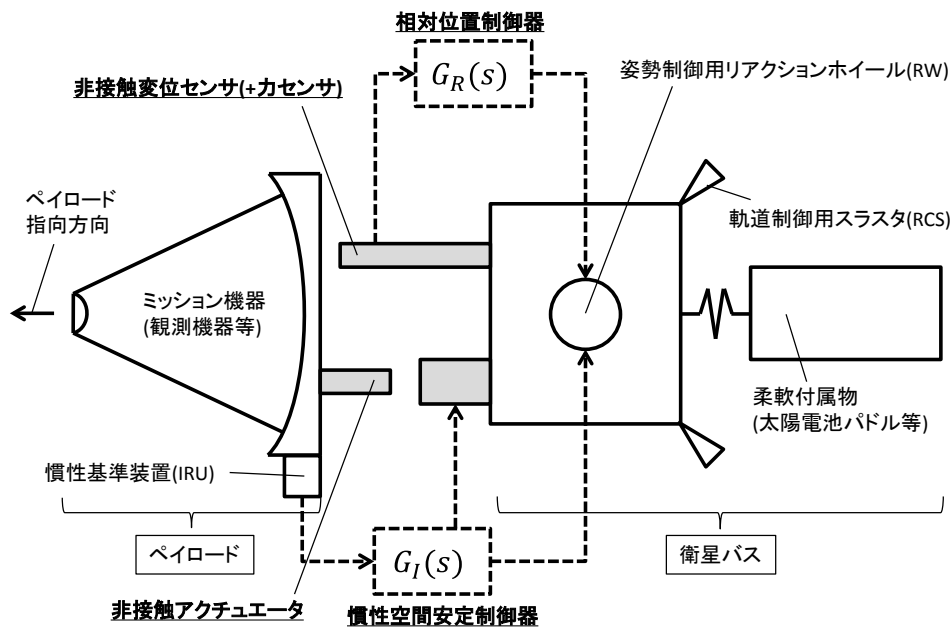 相対位置制御器
G_R(s)
姿勢制御用リアクションホイール(RW)
非接触変位センサ(+力センサ)
ペイロード
指向方向
軌道制御用スラスタ(RCS)
ミッション機器
(観測機器等)
柔軟付属物
(太陽電池パドル等)
慣性基準装置(IRU)
ペイロード
G_I(s)
衛星バス
非接触アクチュエータ
慣性空間安定制御器